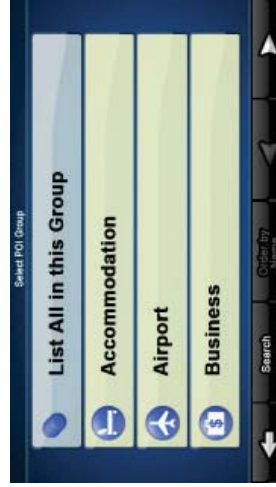 Select POI Group
List All in this Group
Accommodation
Airport
Business
Search
Order by
Name